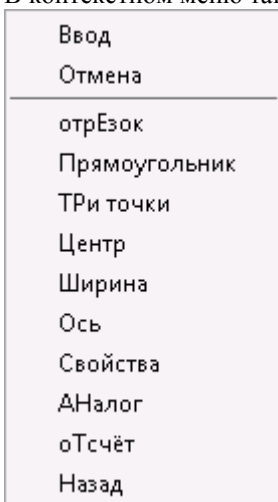 Ввод
Отмена
отрЕзок
Прямоугольник
ТРи точки
Центр
Ширина
Ось
Свойства
АНалог
оТсчёт
Назад